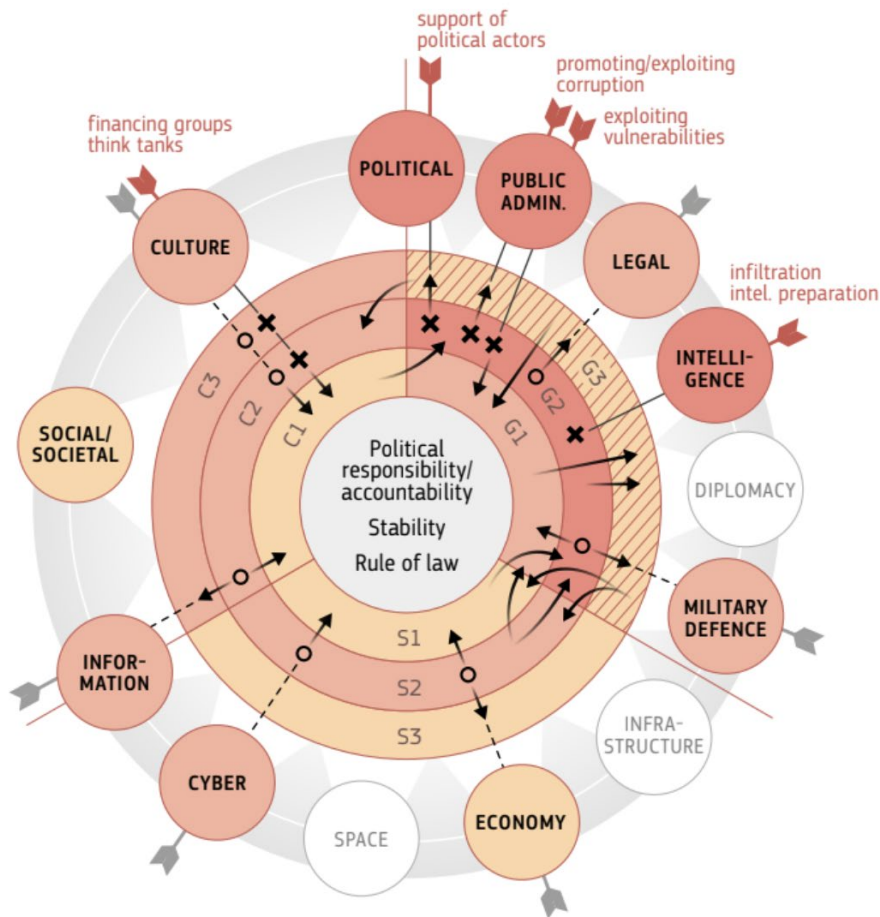 support of
political actors
promoting/exploiting
corruption
exploiting
vulnerabilities
financing groups
think tanks
POLITICAL
PUBLIC
ADMIN.
CULTURE
LEGAL
infiltration
intel. preparation
INTELLI-
GENCE
C3
C2
C1
G1
G2
G3
SOCIAL/
SOCIETAL
Political
responsibility/
accountability
Stability
Rule of law
DIPLOMACY
MILITARY
DEFENCE
S1
S2
S3
INFOR-
MATION
INFRA-
STRUCTURE
CYBER
SPACE
ECONOMY